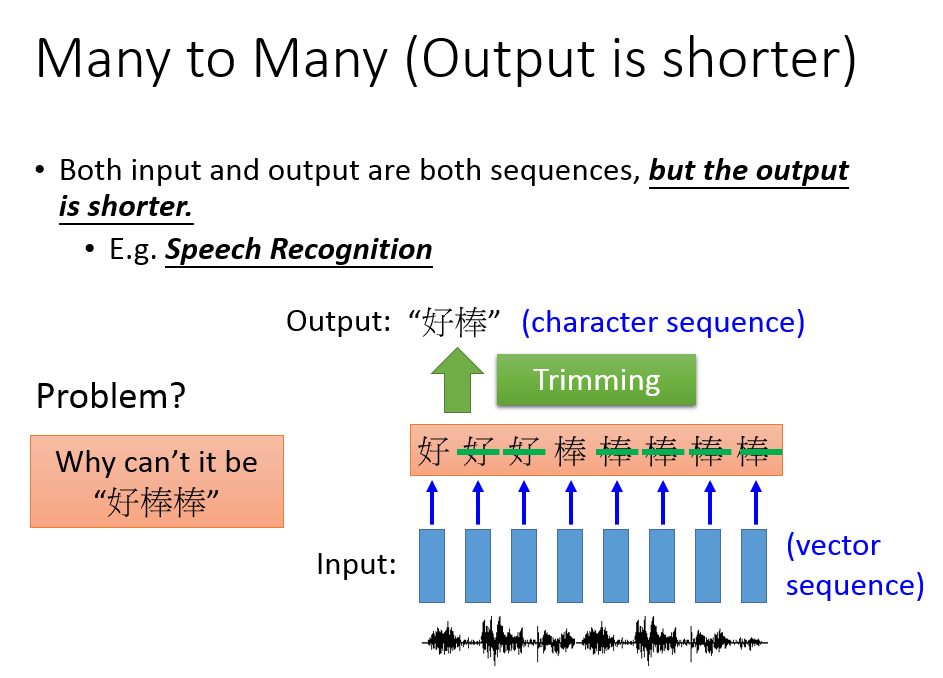 Many to Many (Output is shorter)
• Both input and output are both sequences, but the output
is shorter.
• E.g. Speech Recognition
Output: “好棒” (character sequence)
Trimming
Problem?
Why can’t it be
“好棒棒”
好 好 好 棒 棒 棒 棒 棒
Input:
(vector
sequence)